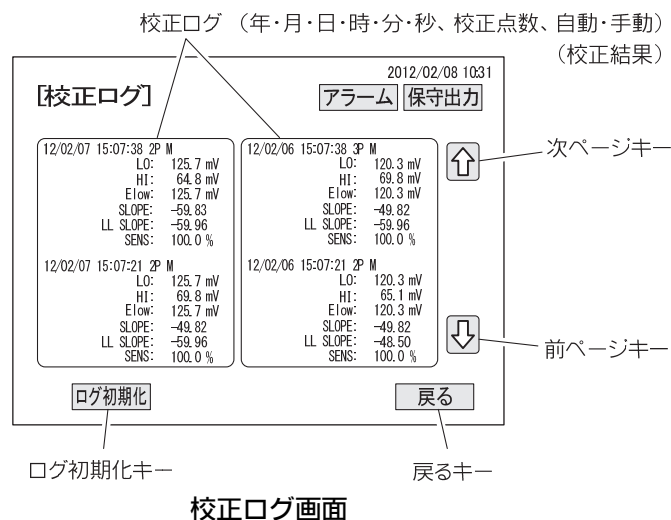 校正ログ （年・月・日・時・分・秒、校正点数、自動・手動）
（校正結果）
2012/02/08 10:31
[校正ログ]
アラーム 保守出力
12/02/07 15:07:38 2P M
LO: 125.7 mV
HI: 64.8 mV
Elow: 125.7 mV
SLOPE: -59.83
LL SLOPE: -59.96
SENS: 100.0 %
12/02/07 15:07:21 2P M
LO: 125.7 mV
HI: 69.8 mV
Elow: 125.7 mV
SLOPE: -49.82
LL SLOPE: -59.96
SENS: 100.0 %
12/02/06 15:07:38 3P M
LO: 120.3 mV
HI: 69.8 mV
Elow: 120.3 mV
SLOPE: -49.82
LL SLOPE: -59.96
SENS: 100.0 %
12/02/06 15:07:21 2P M
LO: 120.3 mV
HI: 65.1 mV
Elow: 120.3 mV
SLOPE: -49.82
LL SLOPE: -48.50
SENS: 100.0 %
次ページキー
前ページキー
ログ初期化
戻る
ログ初期化キー
戻るキー
校正ログ画面